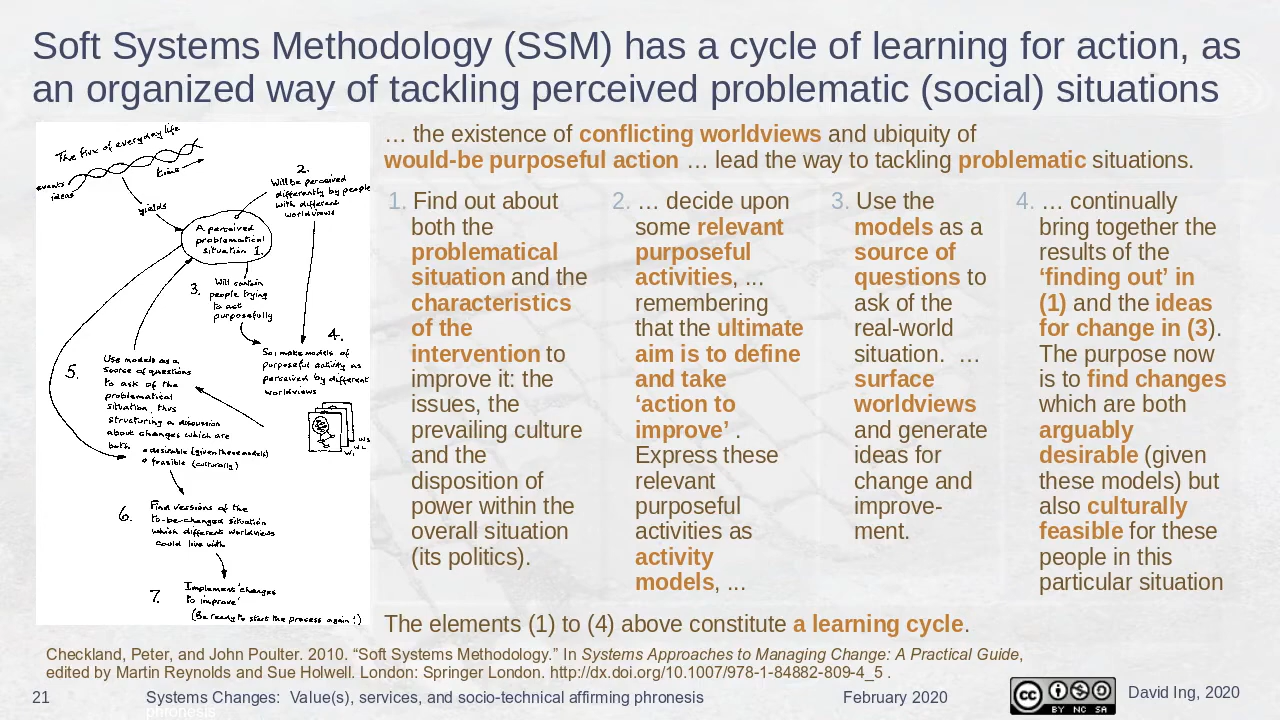 Soft Systems Methodology (SSM) has a cycle of learning for action, as
an organized way of tackling perceived problematic (social) situations
The flux of everyday life
events
ideas
time
yields
A perceived
problematical
situation 1.
2.
Will be perceived
differently by people
with different
worldviews
3.
Will contain
people trying
to act
purposefully
4.
So, make models of
purposeful activity as
perceived by different
worldviews
W3
W2
W1
5.
Use models as a
source of questions
to ask of the
problematical
situation, thus
structuring a discussion
about changes which are
both
a desirable (given these models)
a feasible (culturally)
6.
Find versions of the
to-be-changed situation
which different worldviews
could live with
7.
Implement 'changes
to improve'
(Be ready to start the process again!)
… the existence of conflicting worldviews and ubiquity of
would-be purposeful action … lead the way to tackling problematic situations.
1. Find out about
both the
problematical
situation and the
characteristics
of the
intervention to
improve it: the
issues, the
prevailing culture
and the
disposition of
power within the
overall situation
(its politics).
2. … decide upon
some relevant
purposeful
activities, ...
remembering
that the ultimate
aim is to define
and take
‘action to
improve’ .
Express these
relevant
purposeful
activities as
activity
models, ...
3. Use the
models as a
source of
questions to
ask of the
real-world
situation. …
surface
worldviews
and generate
ideas for
change and
improve-
ment.
4. … continually
bring together the
results of the
‘finding out’ in
(1) and the ideas
for change in (3).
The purpose now
is to find changes
which are both
arguably
desirable (given
these models) but
also culturally
feasible for these
people in this
particular situation
The elements (1) to (4) above constitute a learning cycle.
Checkland, Peter, and John Poulter. 2010. “Soft Systems Methodology.” In Systems Approaches to Managing Change: A Practical Guide,
edited by Martin Reynolds and Sue Holwell. London: Springer London. http://dx.doi.org/10.1007/978-1-84882-809-4_5 .
21
Systems Changes: Value(s), services, and socio-technical affirming phronesis
phronesis
February 2020
cc
BY NC SA
David Ing, 2020